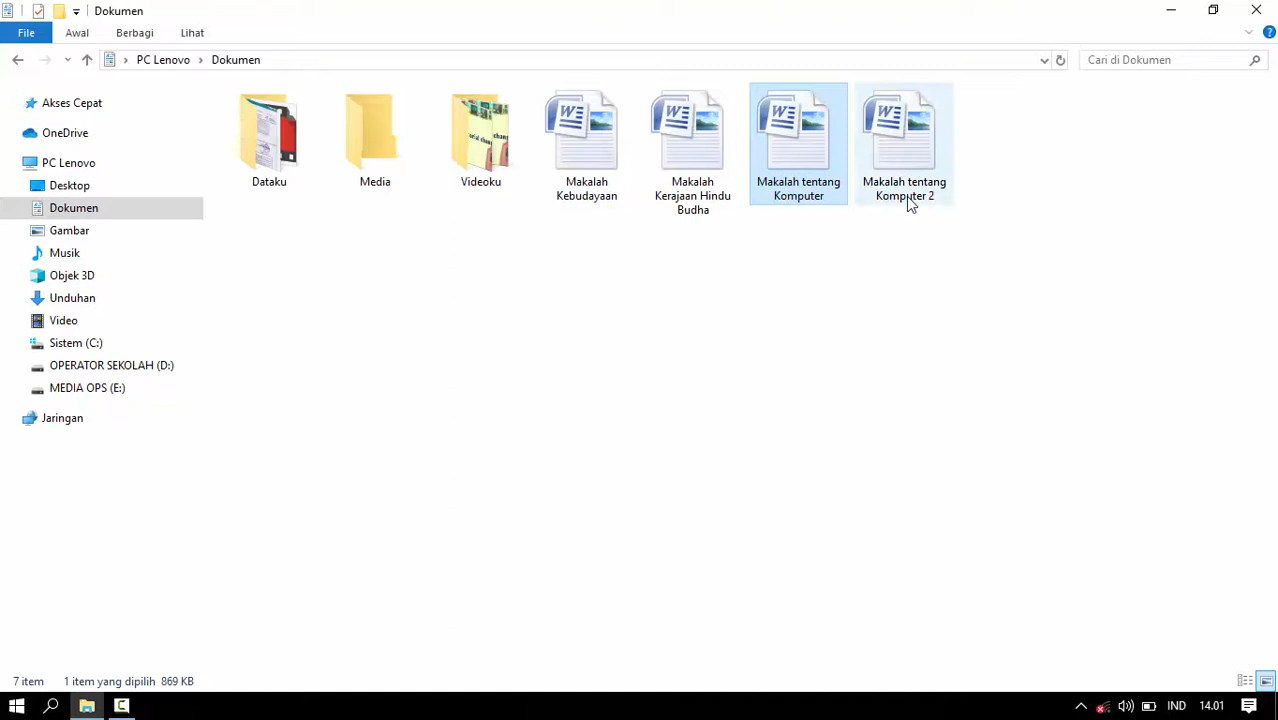 Dokumen
File Awal Berbagi Lihat
PC Lenovo Dokumen
Cari di Dokumen
Akses Cepat
OneDrive
PC Lenovo
Desktop
Dokumen
Gambar
Musik
Objek 3D
Unduhan
Video
Sistem (C:)
OPERATOR SEKOLAH (D:)
MEDIA OPS (E:)
Jaringan
Dataku
Media
Videoku
Makalah
Kebudayaan
Makalah
Kerajaan Hindu
Budha
Makalah tentang
Komputer
Makalah tentang
Komputer 2
7 item 1 item yang dipilih 869 KB
IND 14.01